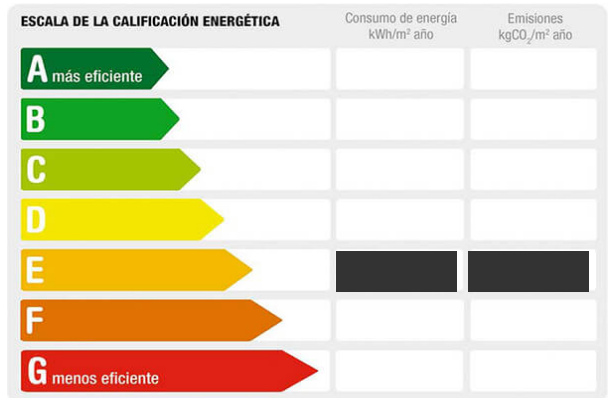 ESCALA DE LA CALIFICACIÓN ENERGÉTICA
Consumo de energía
kWh/m² año
Emisiones
kgCO₂/m² año
A más eficiente
B
C
D
E
F
G menos eficiente